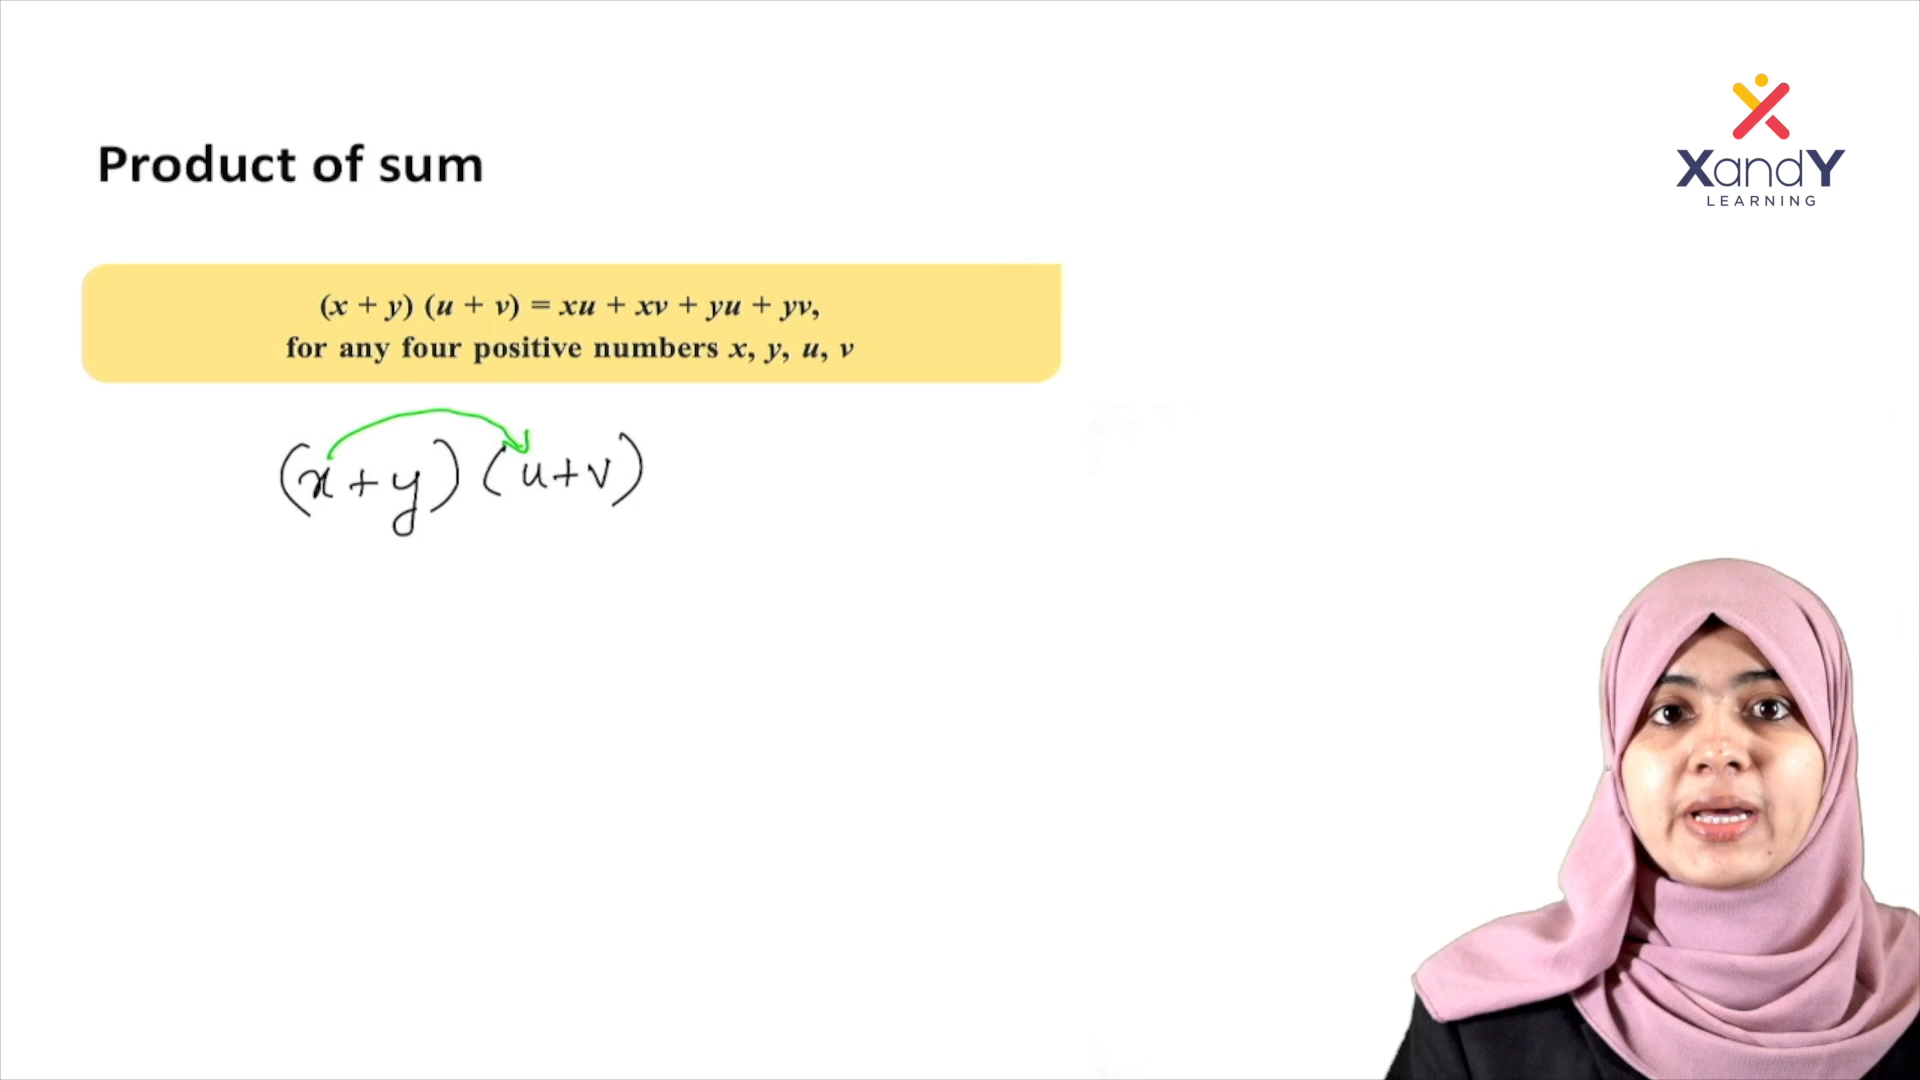 Product of sum
XandY
LEARNING
(x + y) (u + v) = xu + xv + yu + yv,
for any four positive numbers x, y, u, v
(x+y) (u+v)